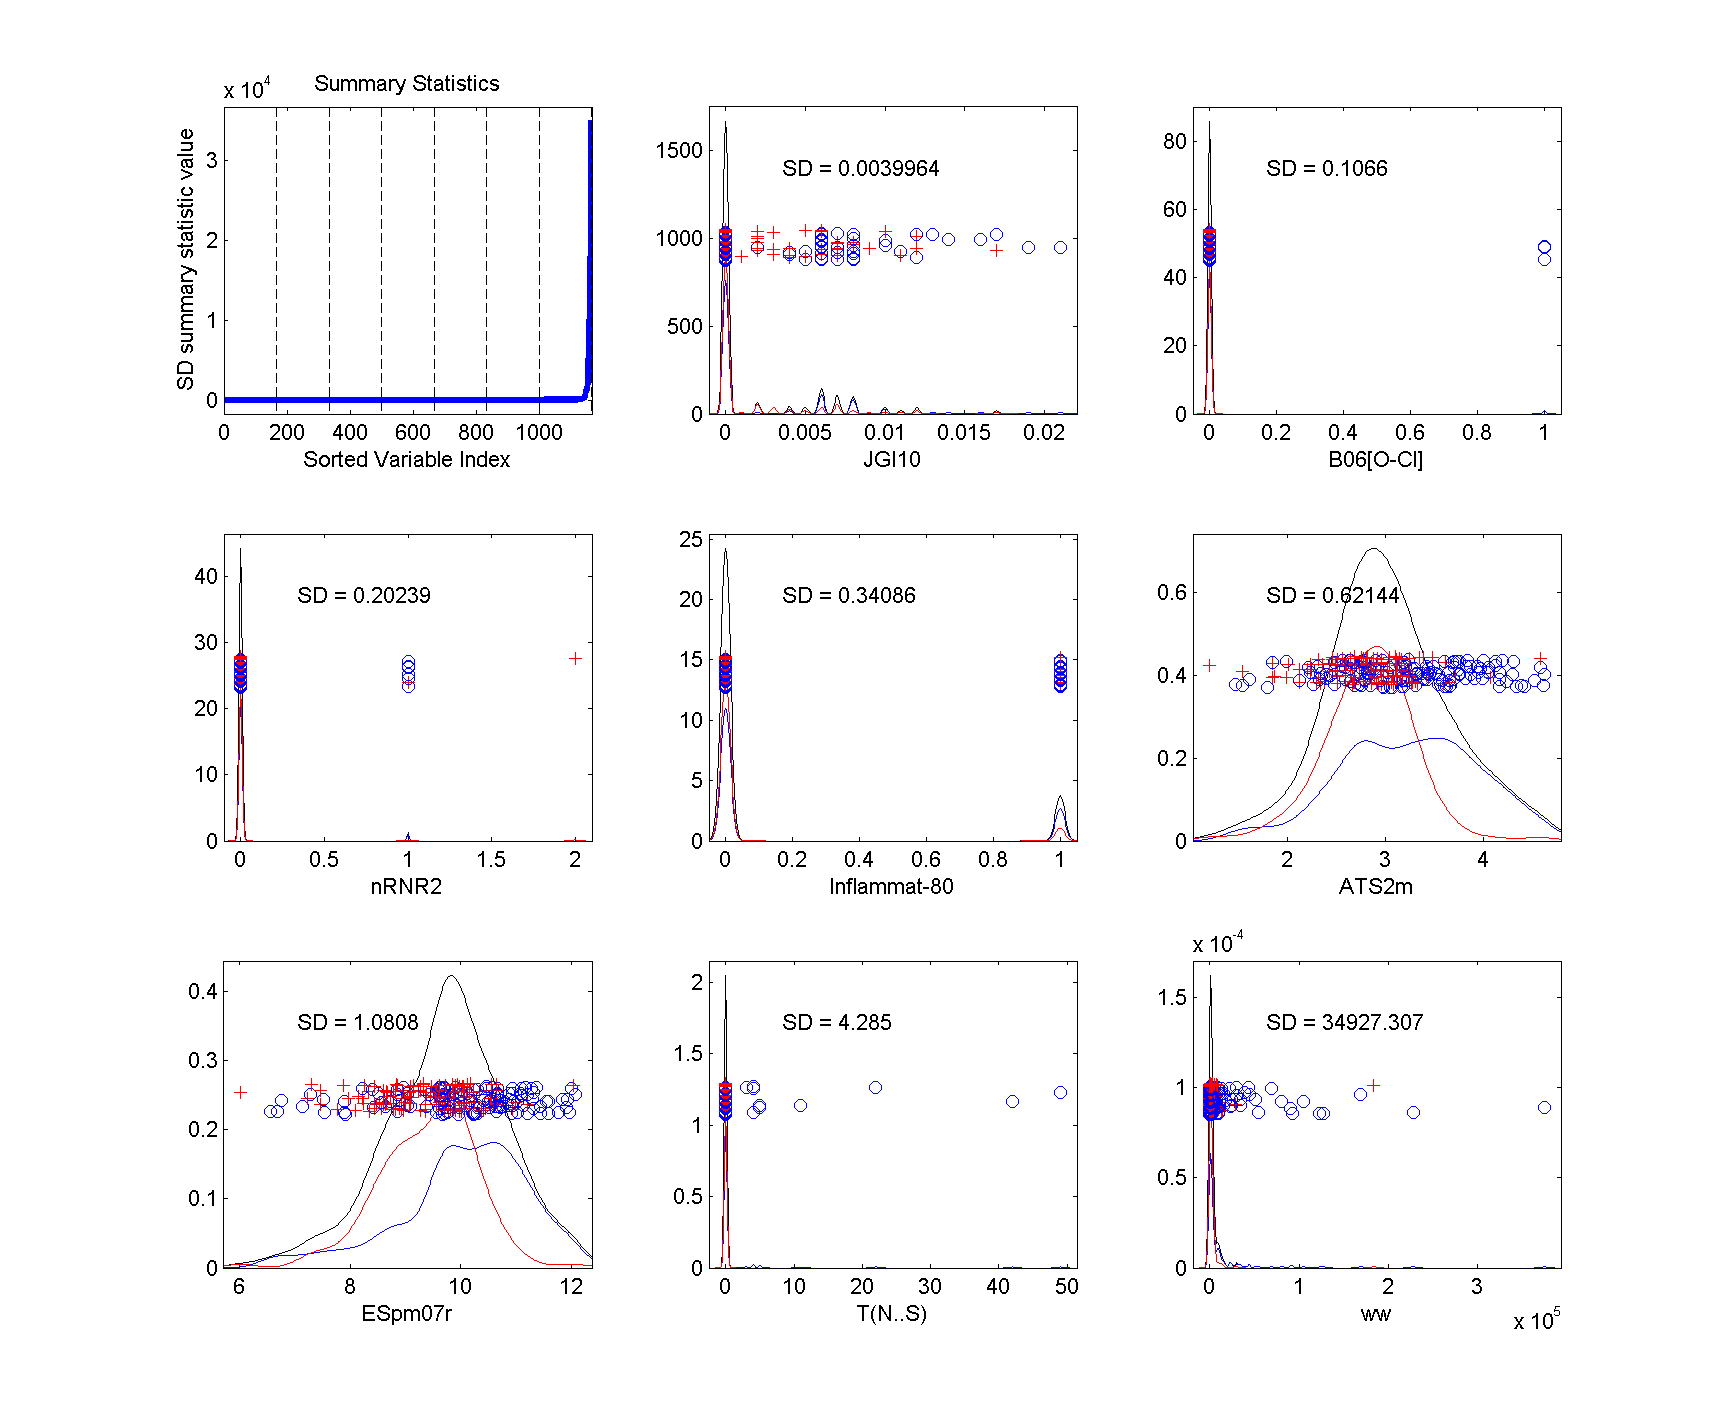 x 10^4
Summary Statistics
SD summary statistic value
3
2
1
0
0 200 400 600 800 1000
Sorted Variable Index
SD = 0.0039964
1500
1000
500
0
0 0.005 0.01 0.015 0.02
JGI10
SD = 0.1066
80
60
40
20
0
0 0.2 0.4 0.6 0.8 1
B06[O-Cl]
SD = 0.20239
40
30
20
10
0
0 0.5 1 1.5 2
nRNR2
SD = 0.34086
25
20
15
10
5
0
0 0.2 0.4 0.6 0.8 1
Inflammat-80
SD = 0.62144
0.6
0.4
0.2
0
2 3 4
ATS2m
SD = 1.0808
0.4
0.3
0.2
0.1
0
6 8 10 12
ESpm07r
SD = 4.285
2
1.5
1
0.5
0
0 10 20 30 40 50
T(N..S)
x 10^-4
SD = 34927.307
1.5
1
0.5
0
0 1 2 3
ww
x 10^5